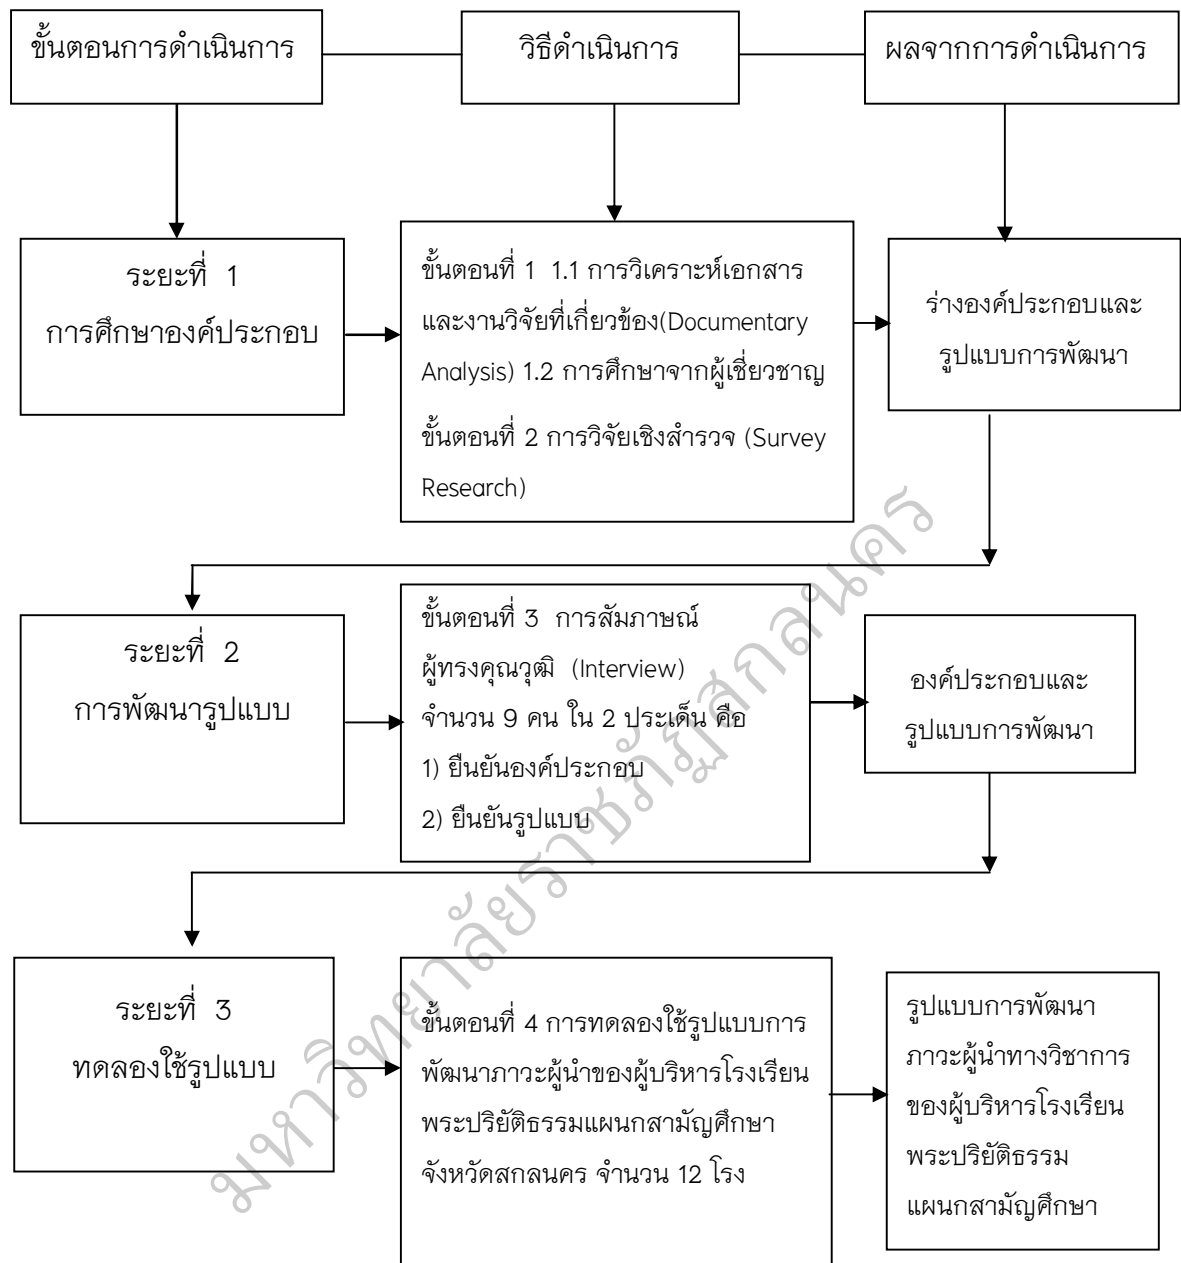 ขั้นตอนการดำเนินการ
วิธีดำเนินการ
ผลจากการดำเนินการ
ระยะที่ 1
การศึกษาองค์ประกอบ
ขั้นตอนที่ 1 1.1 การวิเคราะห์เอกสาร
และงานวิจัยที่เกี่ยวข้อง(Documentary
Analysis) 1.2 การศึกษาจากผู้เชี่ยวชาญ
ขั้นตอนที่ 2 การวิจัยเชิงสำรวจ (Survey
Research)
ร่างองค์ประกอบและ
รูปแบบการพัฒนา
ระยะที่ 2
การพัฒนารูปแบบ
ขั้นตอนที่ 3 การสัมภาษณ์
ผู้ทรงคุณวุฒิ (Interview)
จำนวน 9 คน ใน 2 ประเด็น คือ
1) ยืนยันองค์ประกอบ
2) ยืนยันรูปแบบ
องค์ประกอบและ
รูปแบบการพัฒนา
ระยะที่ 3
ทดลองใช้รูปแบบ
ขั้นตอนที่ 4 การทดลองใช้รูปแบบการ
พัฒนาภาวะผู้นำของผู้บริหารโรงเรียน
พระปริยัติธรรมแผนกสามัญศึกษา
จังหวัดสกลนคร จำนวน 12 โรง
รูปแบบการพัฒนา
ภาวะผู้นำทางวิชาการ
ของผู้บริหารโรงเรียน
พระปริยัติธรรม
แผนกสามัญศึกษา
มหาวิทยาลัยราชภัฏสกลนคร